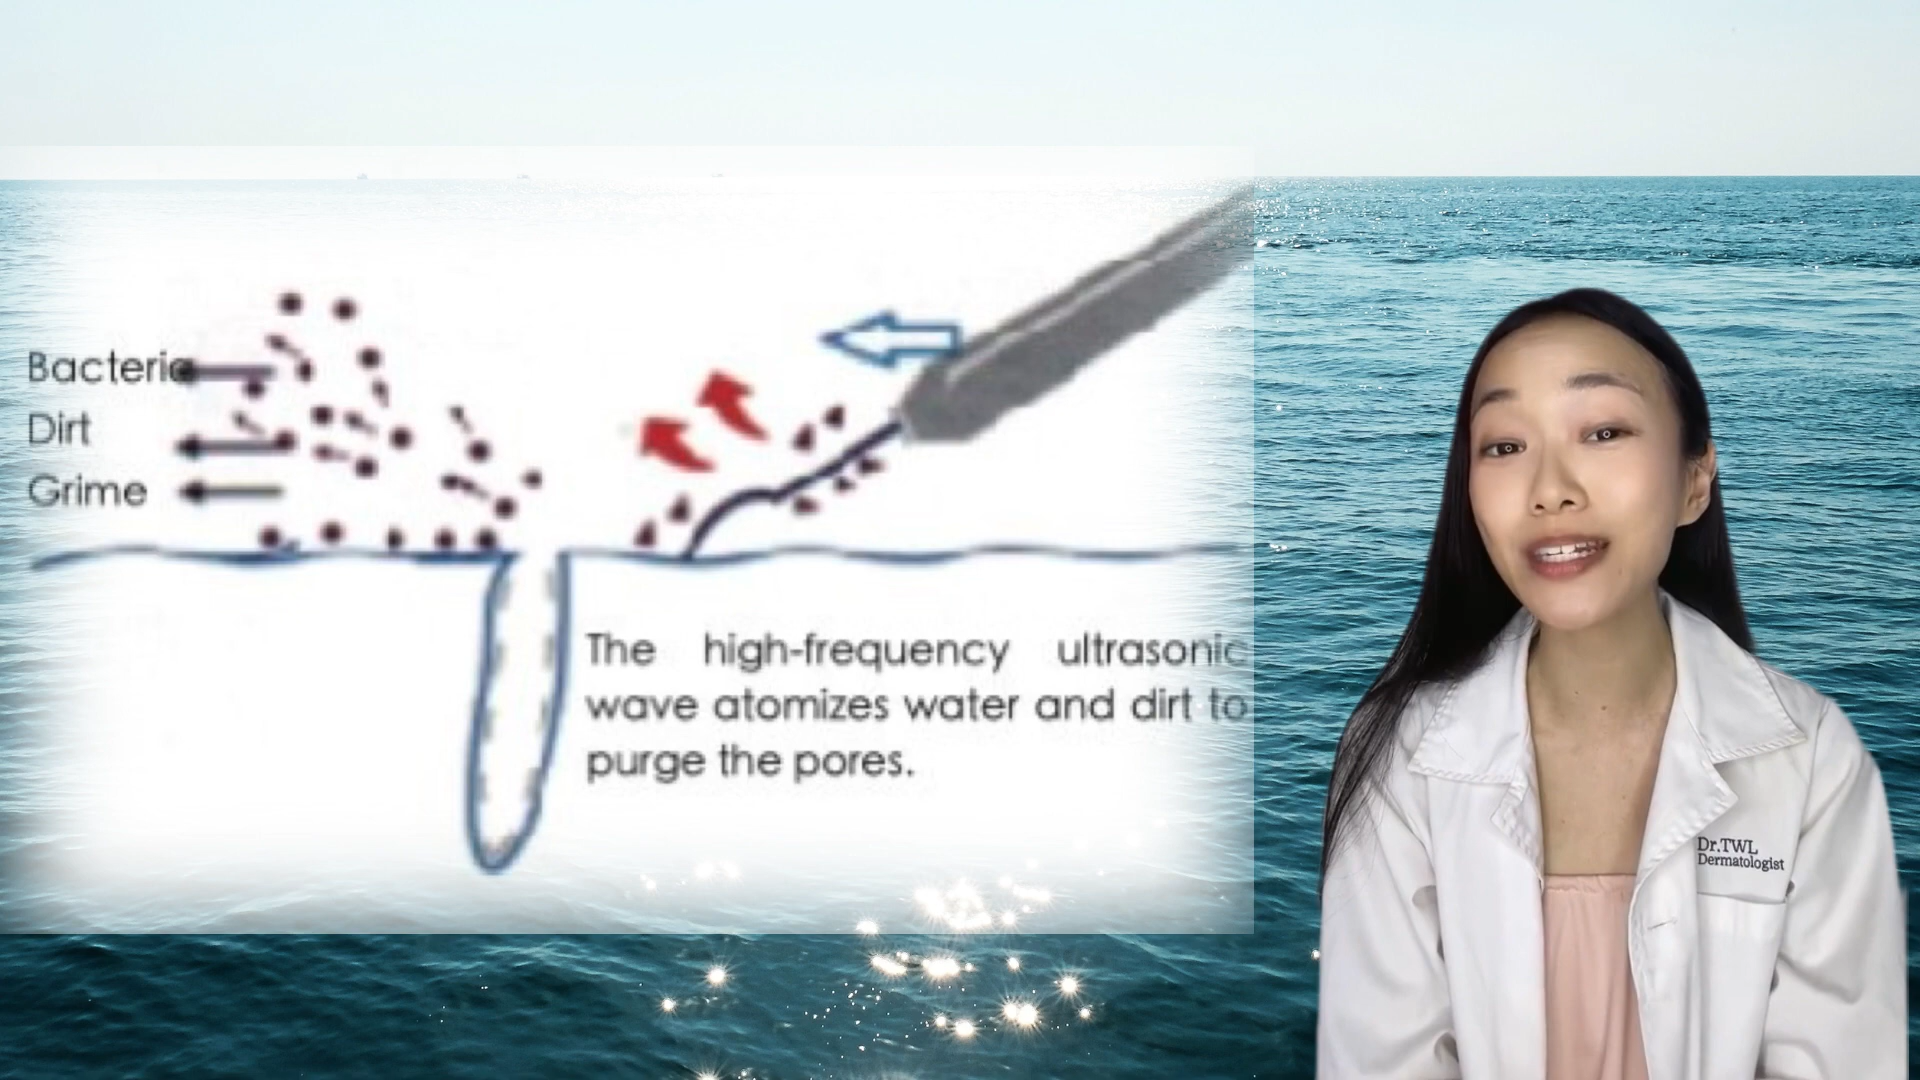 Bacteria
Dirt
Grime
The high-frequency ultrasonic
wave atomizes water and dirt to
purge the pores.
Dr.TWL
Dermatologist